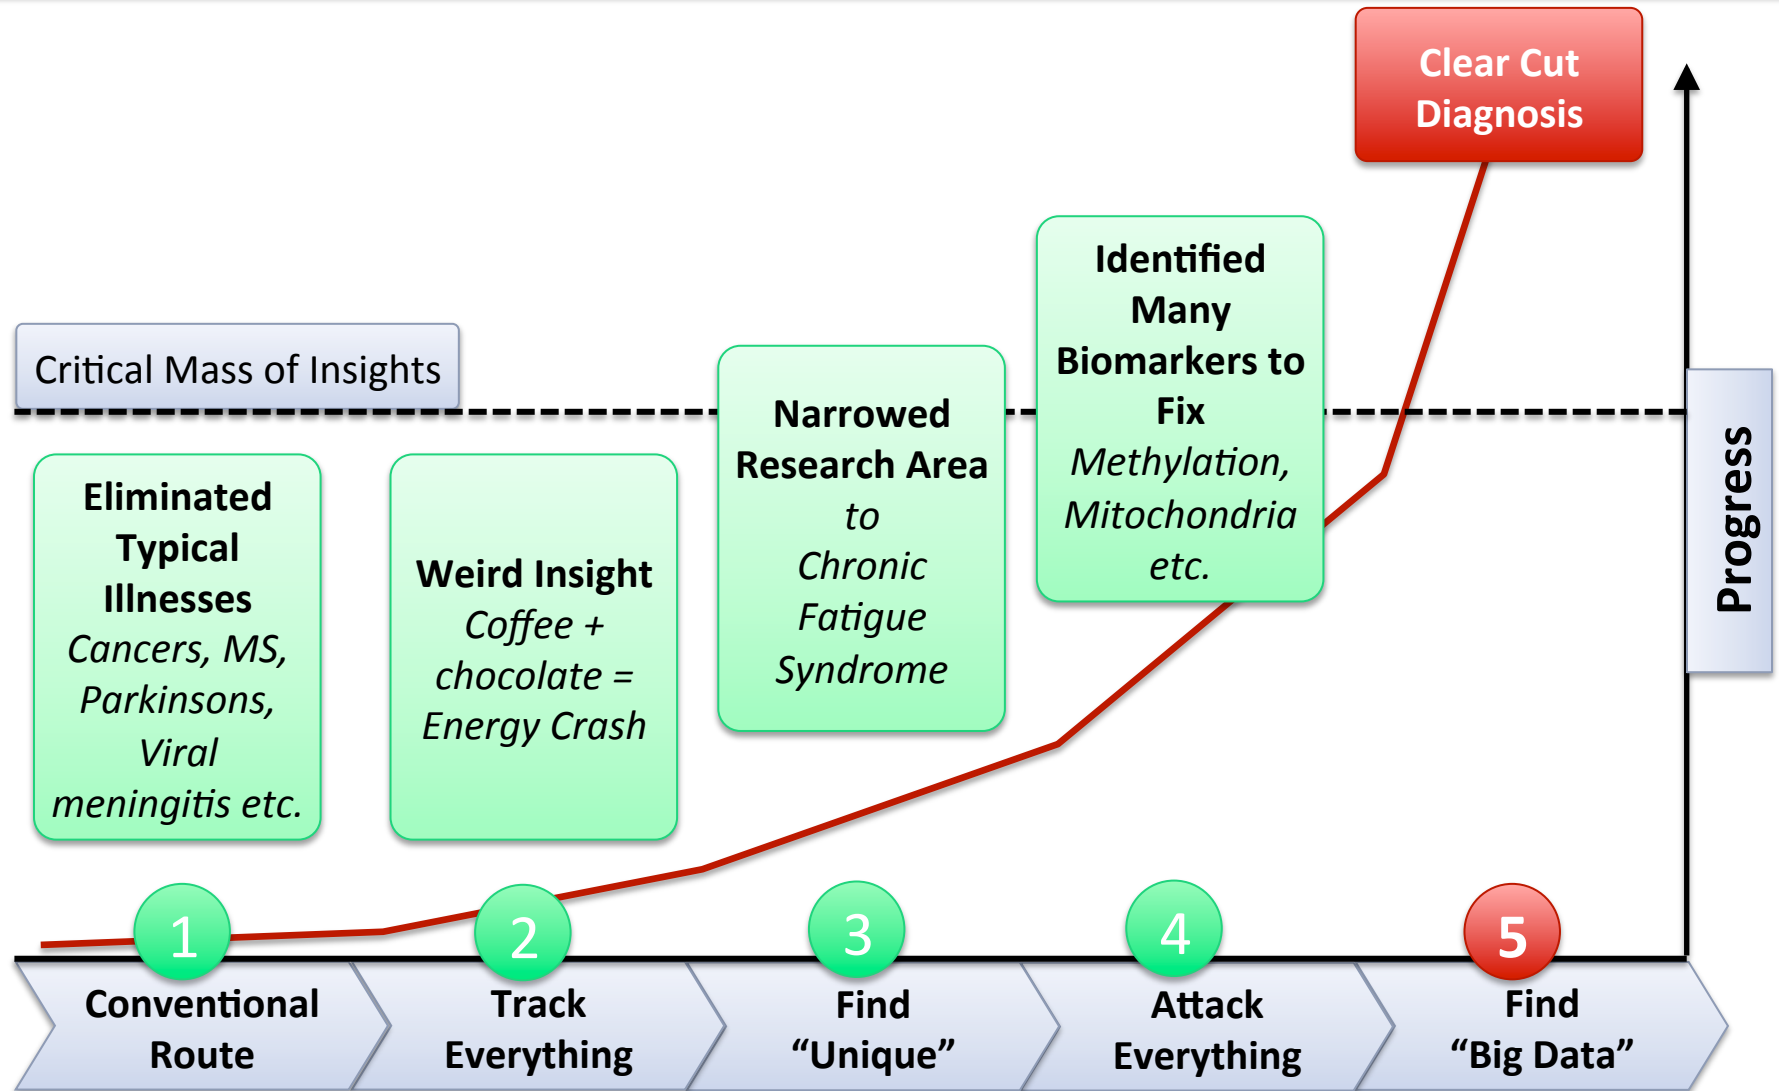 Clear Cut
Diagnosis
Identified
Many
Biomarkers to
Fix
Methylation,
Mitochondria
etc.
Critical Mass of Insights
Narrowed
Research Area
to
Chronic
Fatigue
Syndrome
Eliminated
Typical
Illnesses
Cancers, MS,
Parkinsons,
Viral
meningitis etc.
Weird Insight
Coffee +
chocolate =
Energy Crash
Progress
1
2
3
4
5
Conventional
Route
Track
Everything
Find
“Unique”
Attack
Everything
Find
“Big Data”